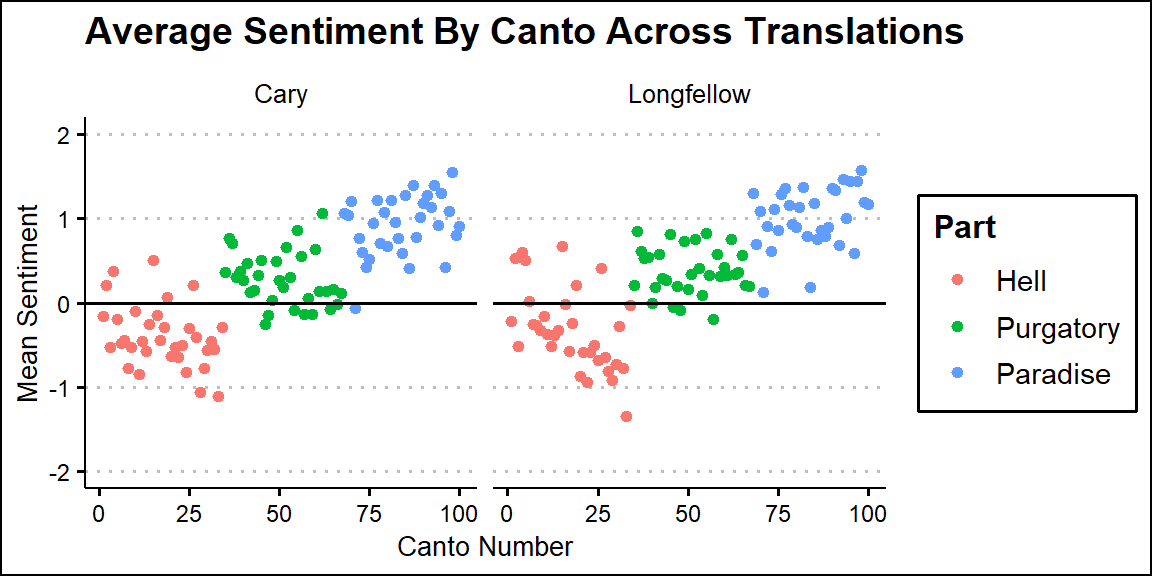 Average Sentiment By Canto Across Translations
Cary
Longfellow
Mean Sentiment
2
1
0
-1
-2
0 25 50 75 100
0 25 50 75 100
Canto Number
Part
Hell
Purgatory
Paradise